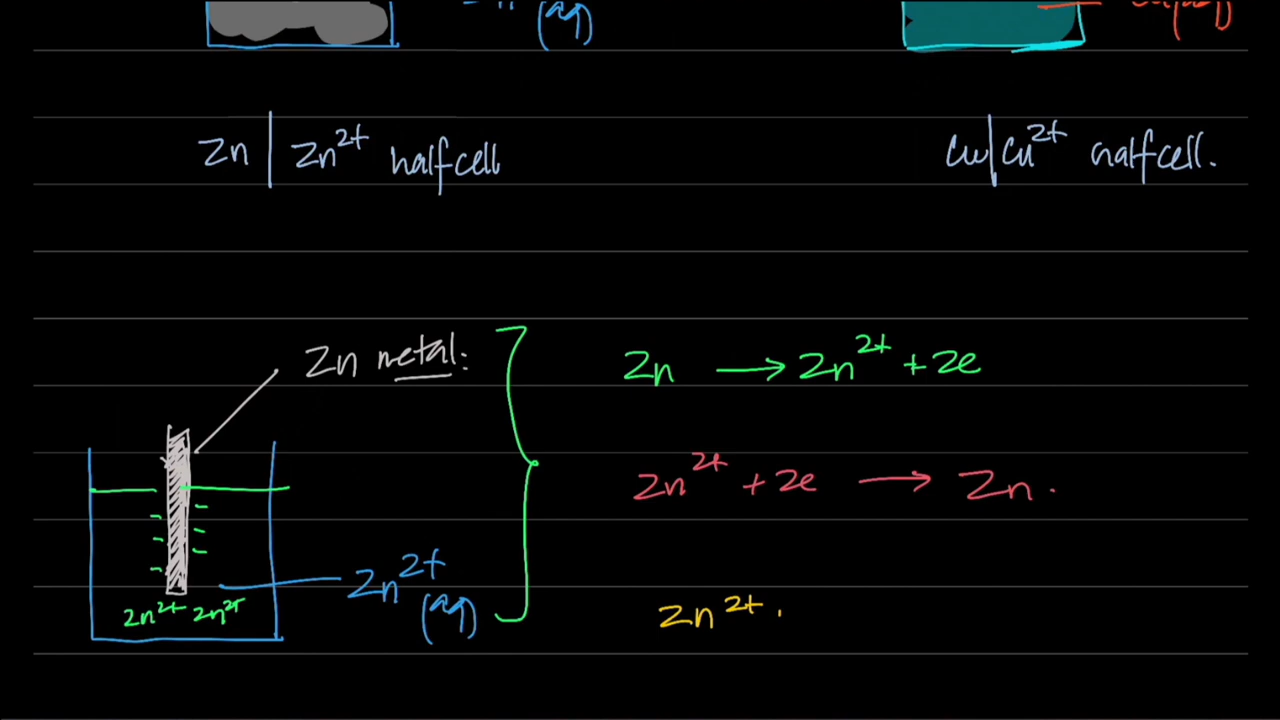 (aq)
Zn | Zn²⁺ halfcell
Cu/Cu²⁺ halfcell.
Zn metal:
Zn ⟶ Zn²⁺ + 2e
Zn²⁺ + 2e ⟶ Zn.
Zn²⁺ (aq)
Zn²⁺ Zn²⁺
Zn²⁺.